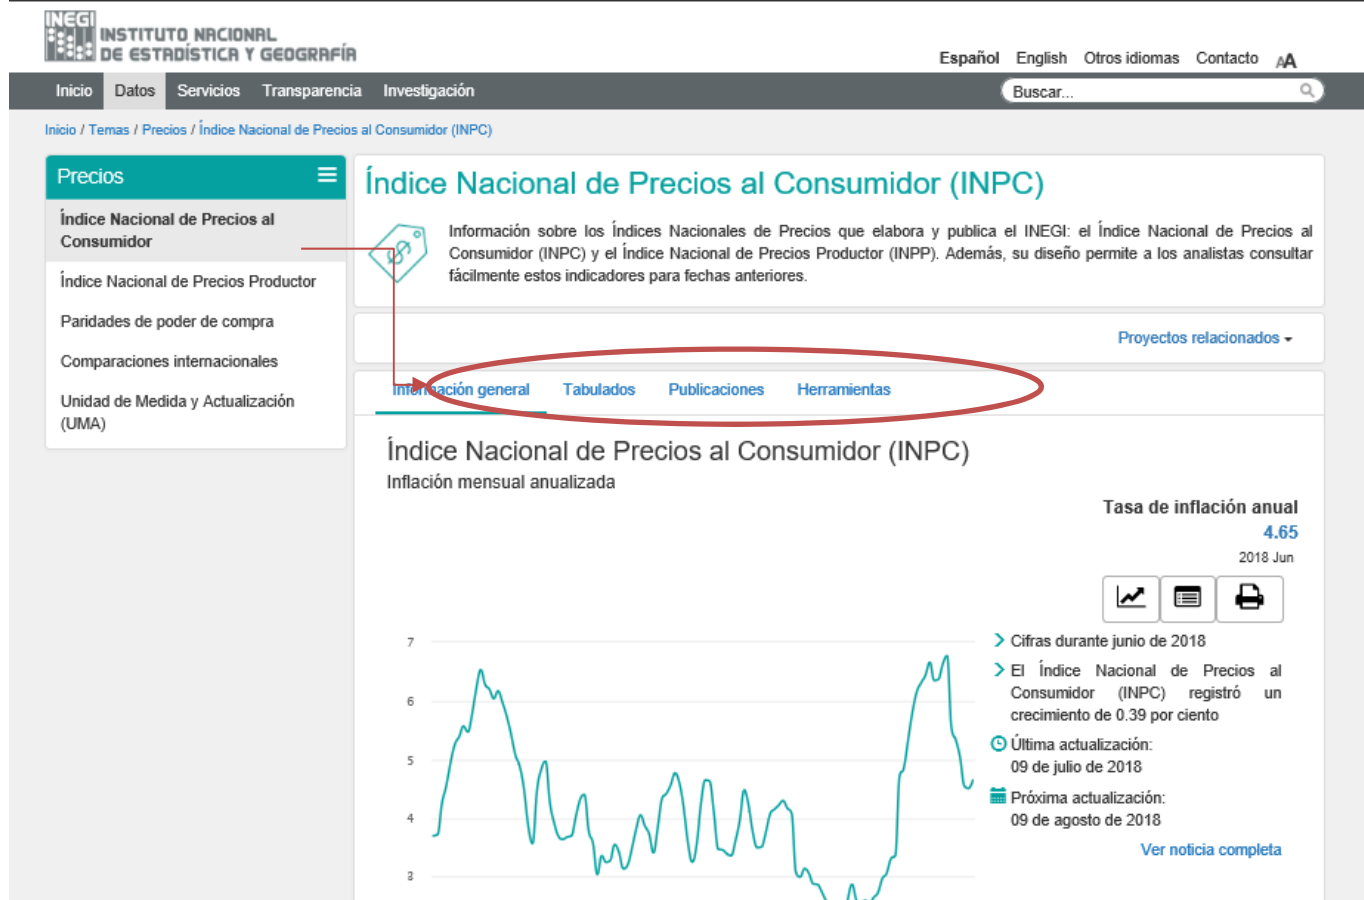 INEGI
INSTITUTO NACIONAL
DE ESTADÍSTICA Y GEOGRAFÍA
Español English Otros idiomas Contacto AA
Inicio Datos Servicios Transparencia Investigación
Buscar...
Inicio / Temas / Precios / Índice Nacional de Precios al Consumidor (INPC)
Precios
Índice Nacional de Precios al
Consumidor
Índice Nacional de Precios Productor
Paridades de poder de compra
Comparaciones internacionales
Unidad de Medida y Actualización
(UMA)
Índice Nacional de Precios al Consumidor (INPC)
Información sobre los Índices Nacionales de Precios que elabora y publica el INEGI: el Índice Nacional de Precios al
Consumidor (INPC) y el Índice Nacional de Precios Productor (INPP). Además, su diseño permite a los analistas consultar
fácilmente estos indicadores para fechas anteriores.
Proyectos relacionados
Información general Tabulados Publicaciones Herramientas
Índice Nacional de Precios al Consumidor (INPC)
Inflación mensual anualizada
Tasa de inflación anual
4.65
2018 Jun
7
6
5
4
3
Cifras durante junio de 2018
El Índice Nacional de Precios al
Consumidor (INPC) registró un
crecimiento de 0.39 por ciento
Última actualización:
09 de julio de 2018
Próxima actualización:
09 de agosto de 2018
Ver noticia completa